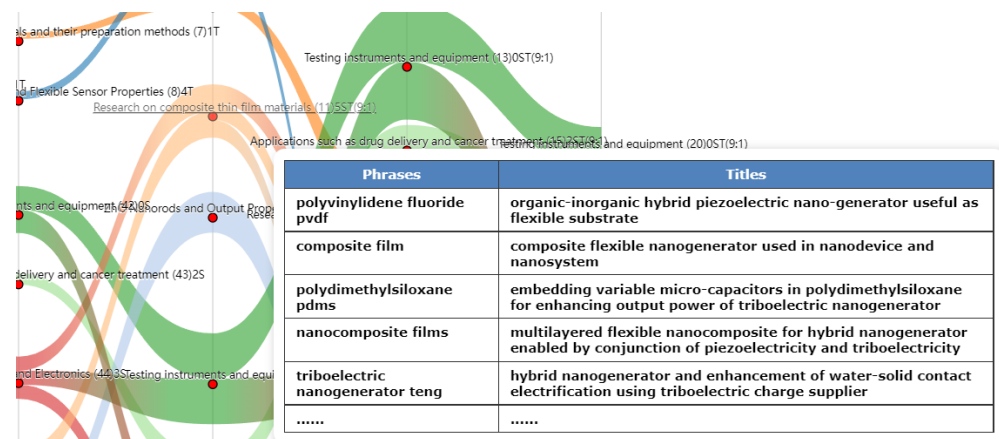 als and their preparation methods (7)1T
Testing instruments and equipment (13)0ST(9:1)
1T
nd Flexible Sensor Properties (8)4T
Research on composite thin film materials (11)5ST(9:1)
Applications such as drug delivery and cancer treatment (15)2ST(9:1)
Testing instruments and equipment (20)0ST(9:1)
Phrases Titles
polyvinylidene fluoride pvdf
organic-inorganic hybrid piezoelectric nano-generator useful as
flexible substrate
composite film
composite flexible nanogenerator used in nanodevice and
nanosystem
polydimethylsiloxane
pdms
embedding variable micro-capacitors in polydimethylsiloxane
for enhancing output power of triboelectric nanogenerator
nanocomposite films
multilayered flexible nanocomposite for hybrid nanogenerator
enabled by conjunction of piezoelectricity and triboelectricity
triboelectric
nanogenerator teng
hybrid nanogenerator and enhancement of water-solid contact
electrification using triboelectric charge supplier
...... ......
nts and equipment (43)0S
ZnO Nanorods and Output Prop
Resea
delivery and cancer treatment (43)2S
and Electronics (44)3S
Testing instruments and equi